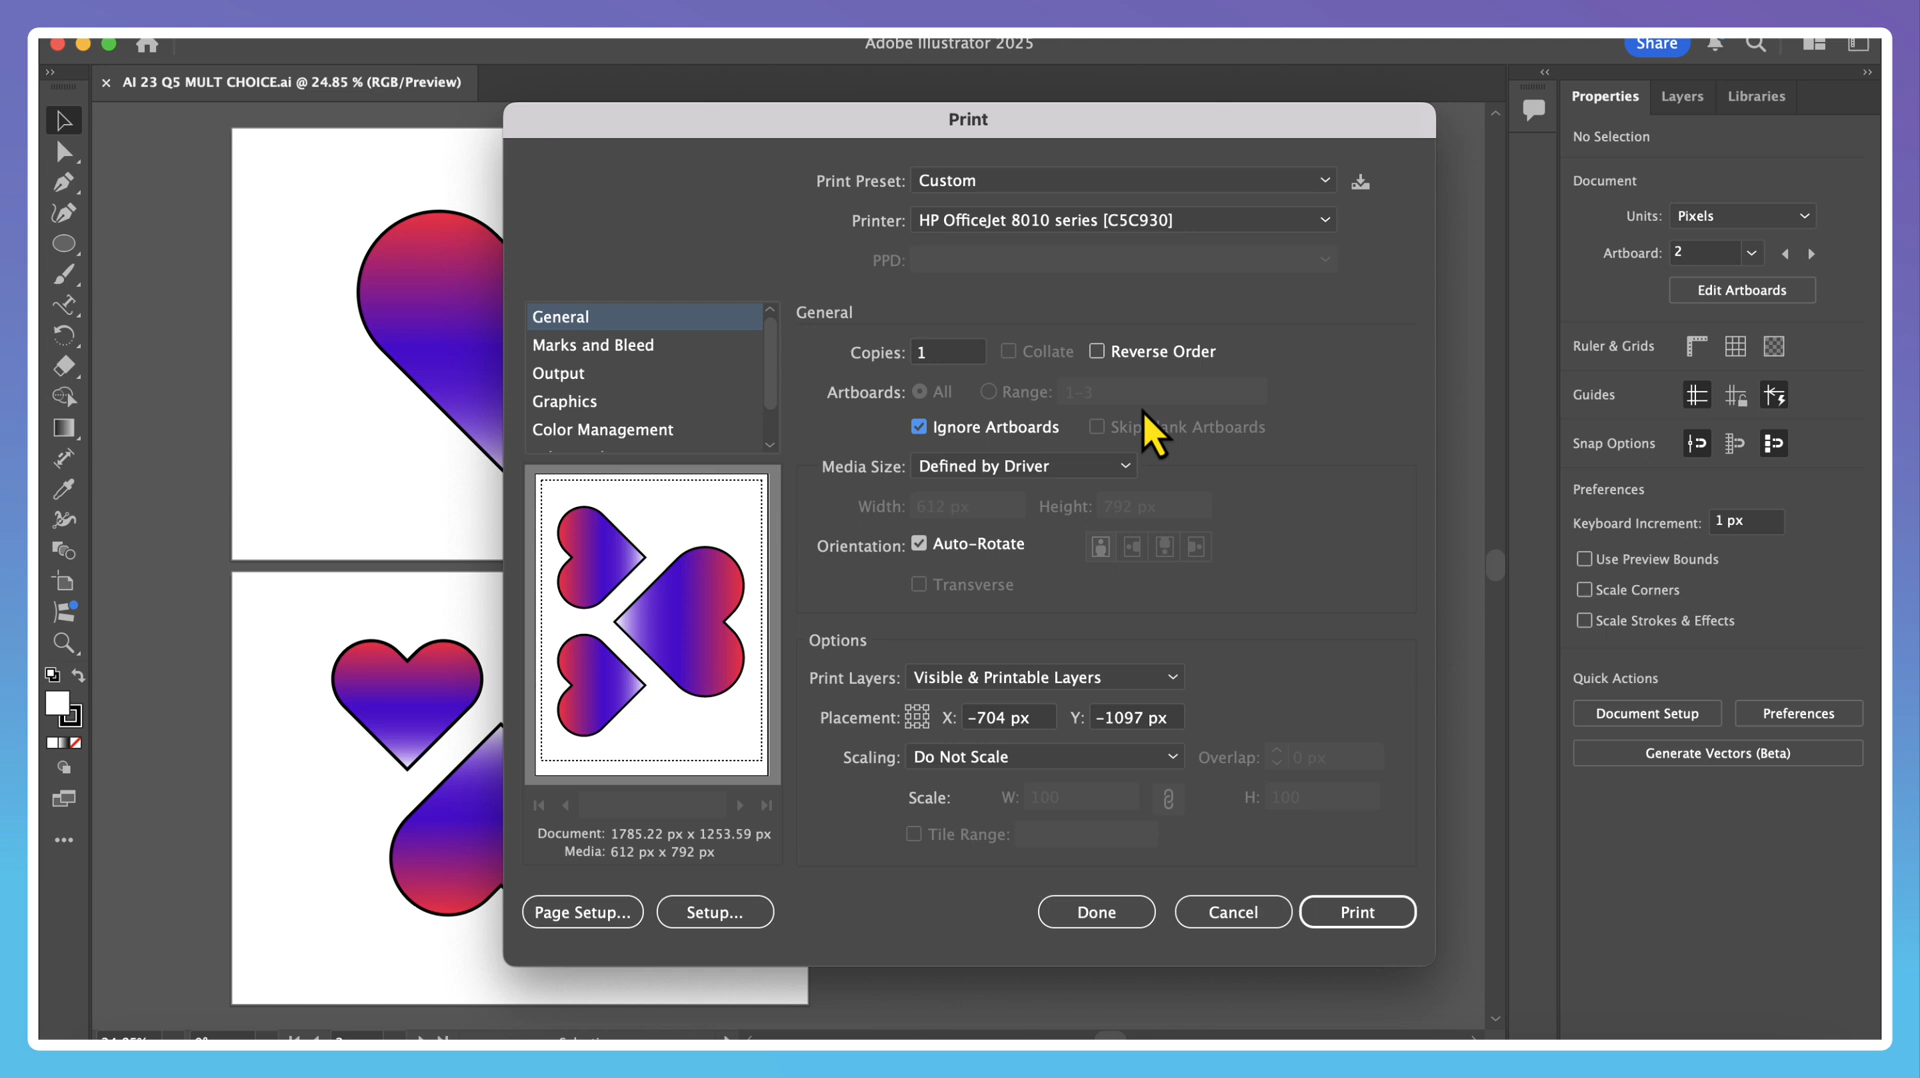 Adobe Illustrator 2025
Share
AI 23 Q5 MULT CHOICE.ai @ 24.85 % (RGB/Preview)
Print
Print Preset: Custom
Printer: HP OfficeJet 8010 series [C5C930]
PPD:
General
Marks and Bleed
Output
Graphics
Color Management
General
Copies: 1
Collate
Reverse Order
Artboards: All Range: 1-3
Ignore Artboards
Artboards
Media Size: Defined by Driver
Width: 612 px Height: 792 px
Orientation: Auto-Rotate
Transverse
Options
Print Layers: Visible & Printable Layers
Placement: X: -704 px Y: -1097 px
Scaling: Do Not Scale Overlap: 0 px
Scale: W: 100 H: 100
Tile Range:
Document: 1785.22 px x 1253.59 px
Media: 612 px x 792 px
Page Setup... Setup... Done Cancel Print
Properties Layers Libraries
No Selection
Document
Units: Pixels
Artboard: 2
Edit Artboards
Ruler & Grids
Guides
Snap Options
Preferences
Keyboard Increment: 1 px
Use Preview Bounds
Scale Corners
Scale Strokes & Effects
Quick Actions
Document Setup Preferences
Generate Vectors (Beta)